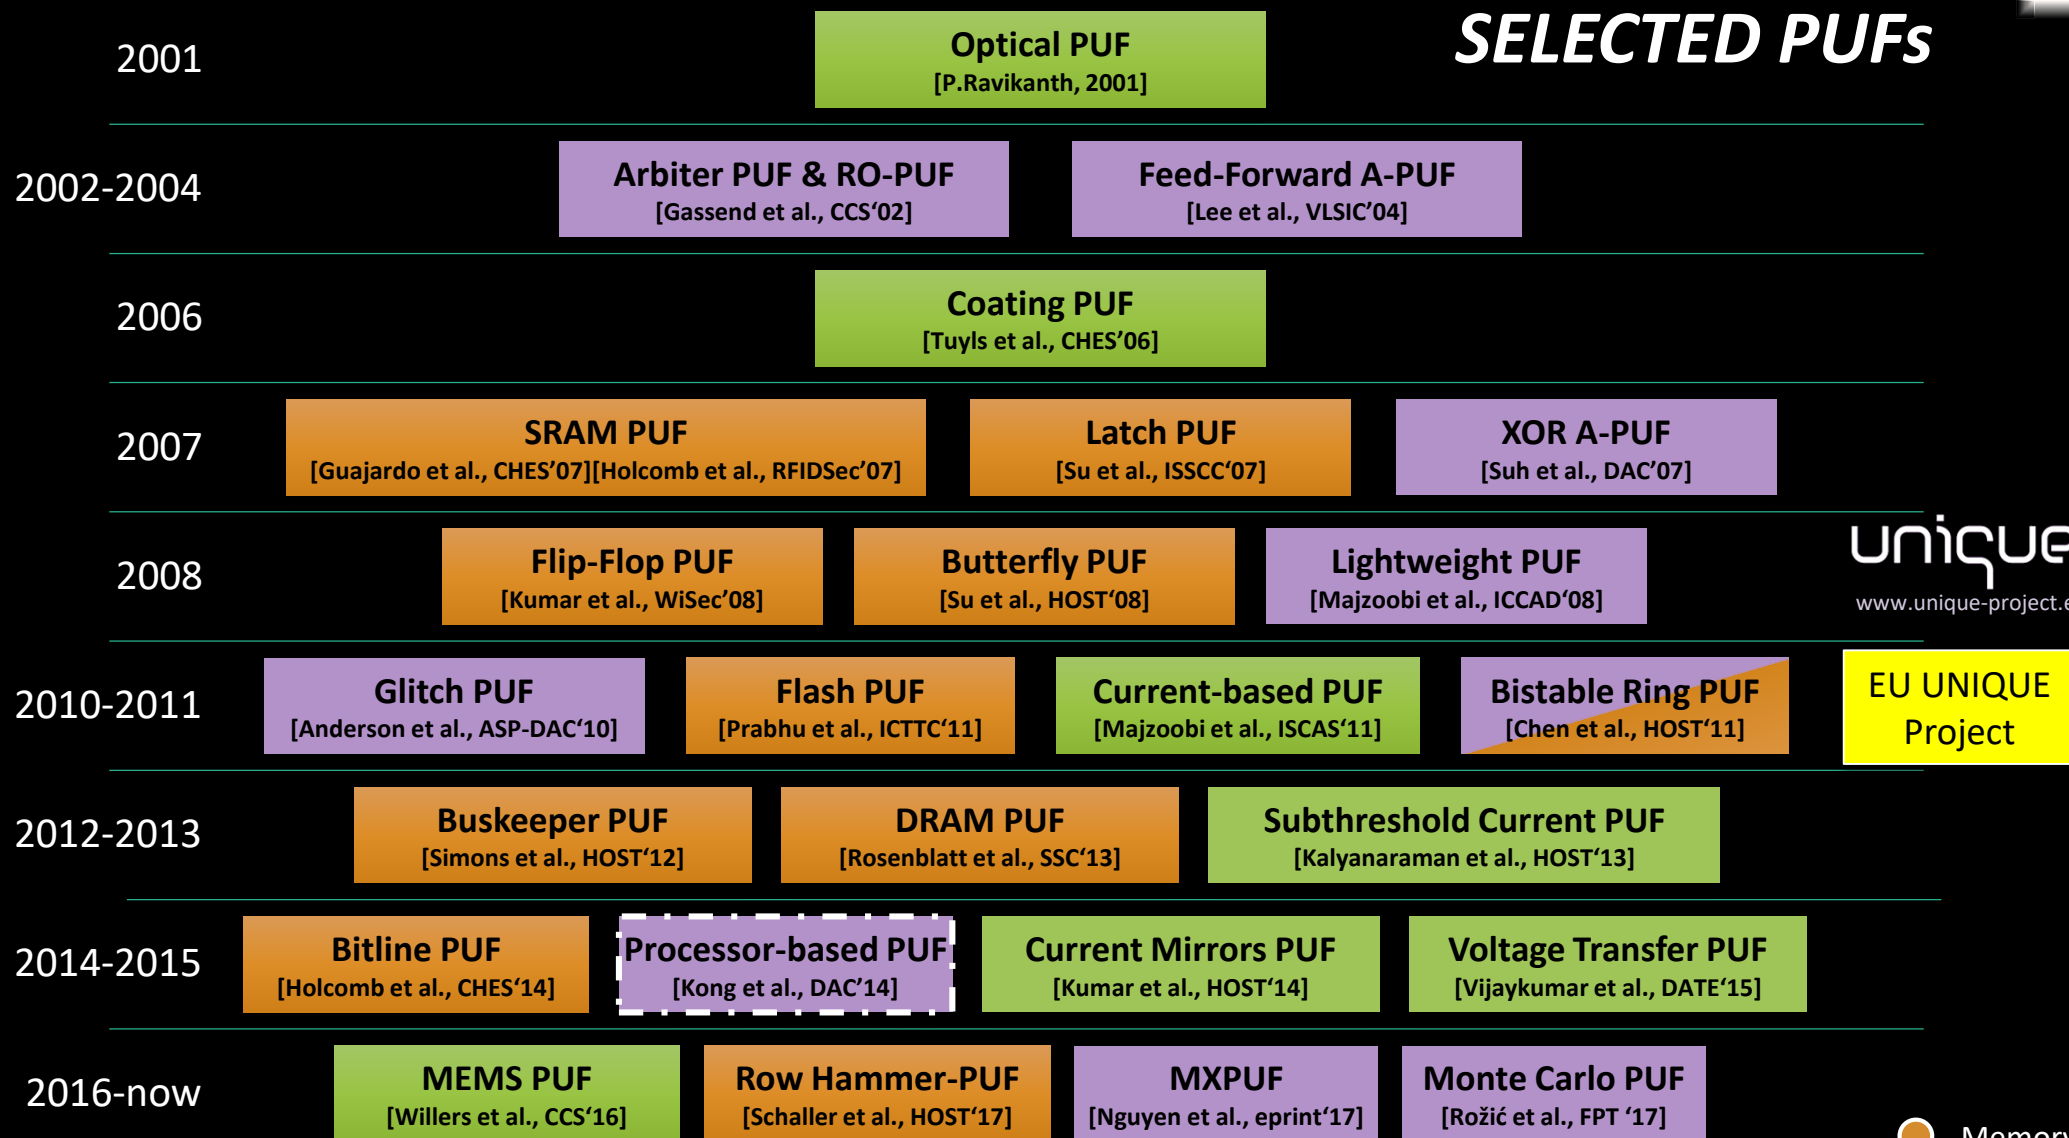 SELECTED PUFs
2001
Optical PUF
[P.Ravikanth, 2001]
2002-2004
Arbiter PUF & RO-PUF
[Gassend et al., CCS‘02]
Feed-Forward A-PUF
[Lee et al., VLSIC’04]
2006
Coating PUF
[Tuyls et al., CHES’06]
2007
SRAM PUF
[Guajardo et al., CHES’07][Holcomb et al., RFIDSec’07]
Latch PUF
[Su et al., ISSCC‘07]
XOR A-PUF
[Suh et al., DAC’07]
2008
Flip-Flop PUF
[Kumar et al., WiSec’08]
Butterfly PUF
[Su et al., HOST‘08]
Lightweight PUF
[Majzoobi et al., ICCAD‘08]
unique
www.unique-project.e
2010-2011
Glitch PUF
[Anderson et al., ASP-DAC‘10]
Flash PUF
[Prabhu et al., ICTTC‘11]
Current-based PUF
[Majzoobi et al., ISCAS’11]
Bistable Ring PUF
[Chen et al., HOST‘11]
EU UNIQUE
Project
2012-2013
Buskeeper PUF
[Simons et al., HOST‘12]
DRAM PUF
[Rosenblatt et al., SSC‘13]
Subthreshold Current PUF
[Kalyanaraman et al., HOST‘13]
2014-2015
Bitline PUF
[Holcomb et al., CHES‘14]
Processor-based PUF
[Kong et al., DAC’14]
Current Mirrors PUF
[Kumar et al., HOST‘14]
Voltage Transfer PUF
[Vijaykumar et al., DATE‘15]
2016-now
MEMS PUF
[Willers et al., CCS‘16]
Row Hammer-PUF
[Schaller et al., HOST‘17]
MXPUF
[Nguyen et al., eprint‘17]
Monte Carlo PUF
[Rožić et al., FPT ‘17]
Memory